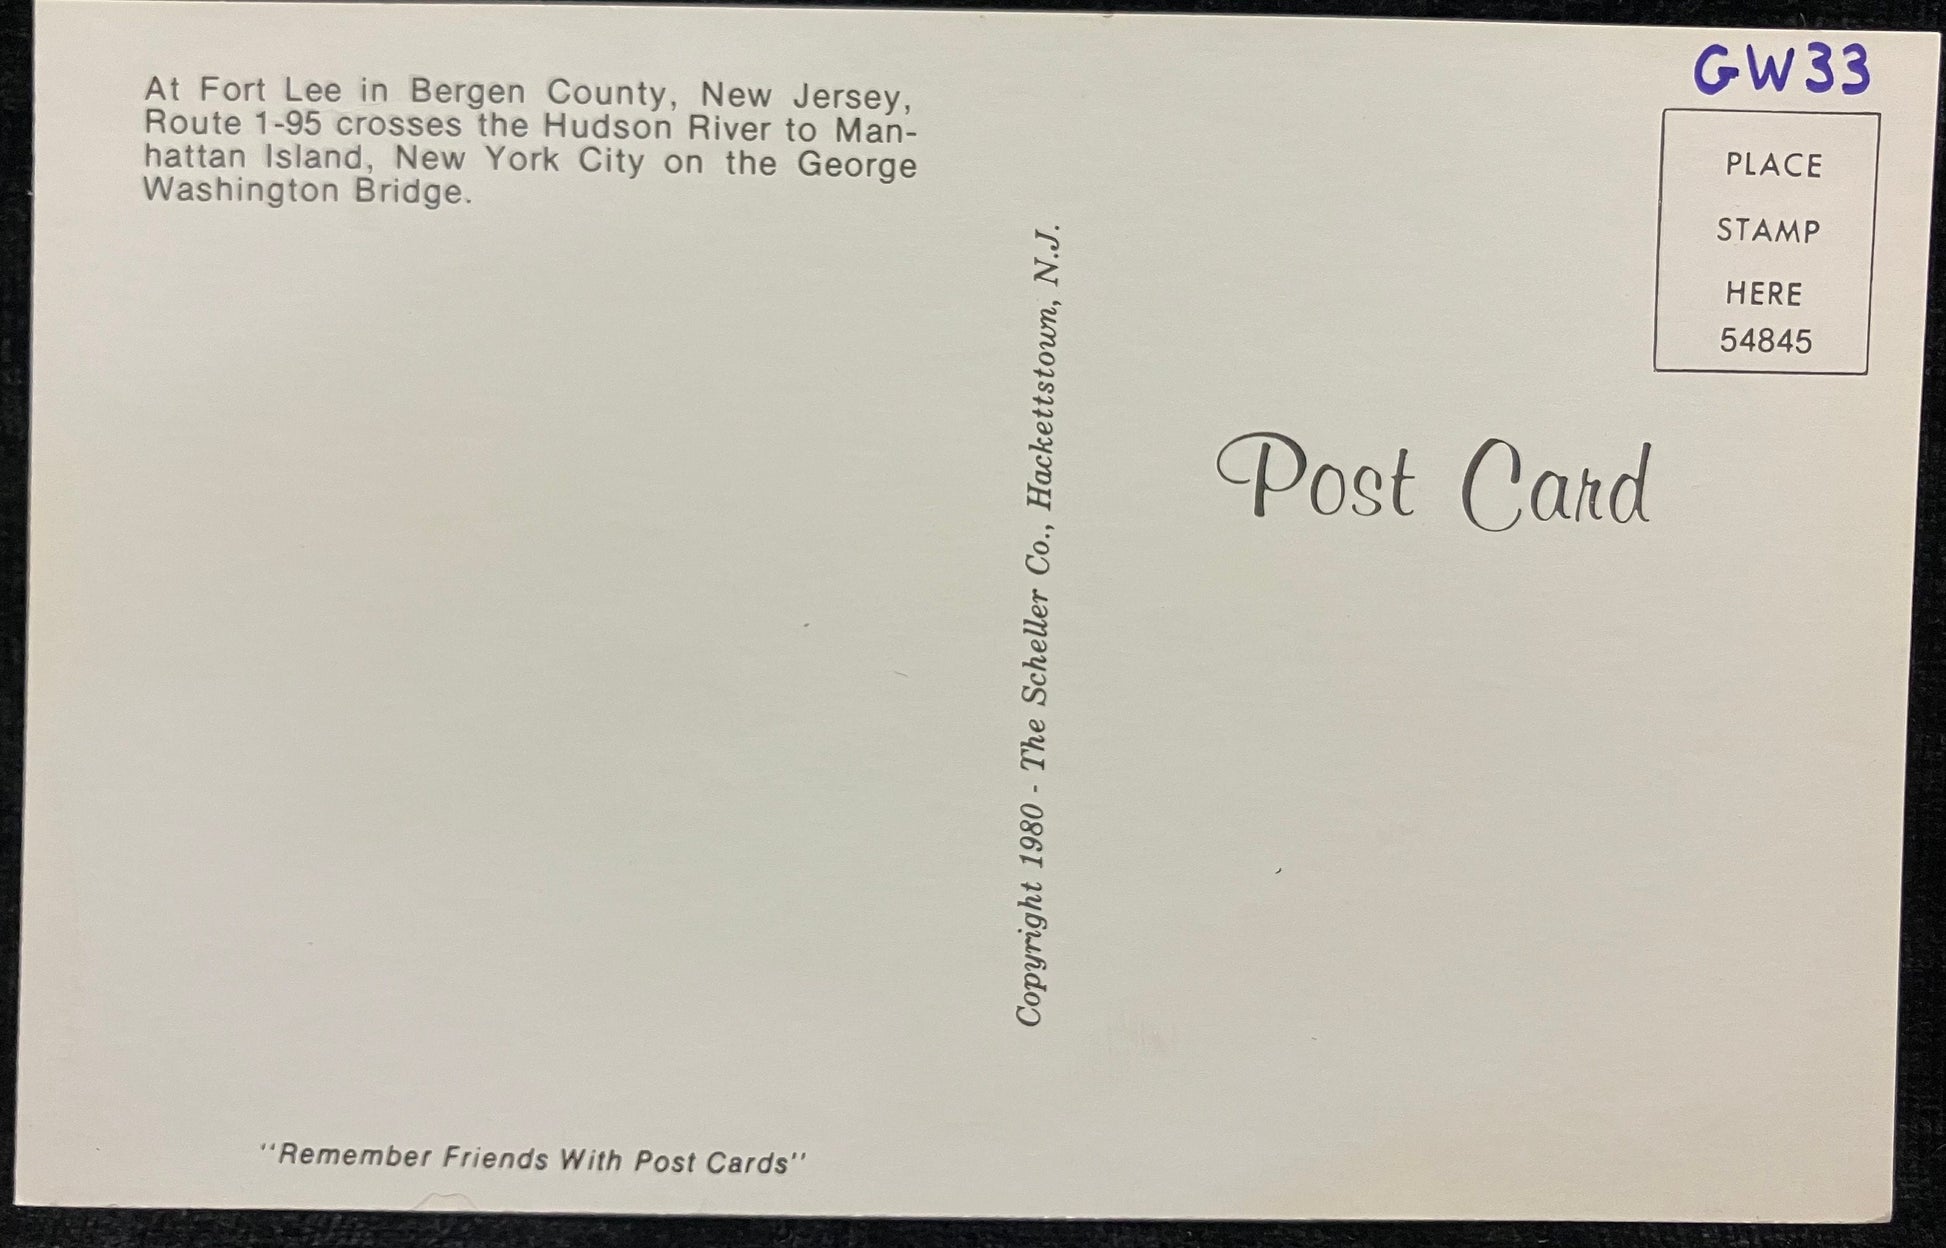 At Fort Lee in Bergen County, New Jersey,
Route 1-95 crosses the Hudson River to Man-
hattan Island, New York City on the George
Washington Bridge.
"Remember Friends With Post Cards"
Copyright 1980 - The Scheller Co., Hackettstown, N.J.
GW33
PLACE
STAMP
HERE
54845
Post Card